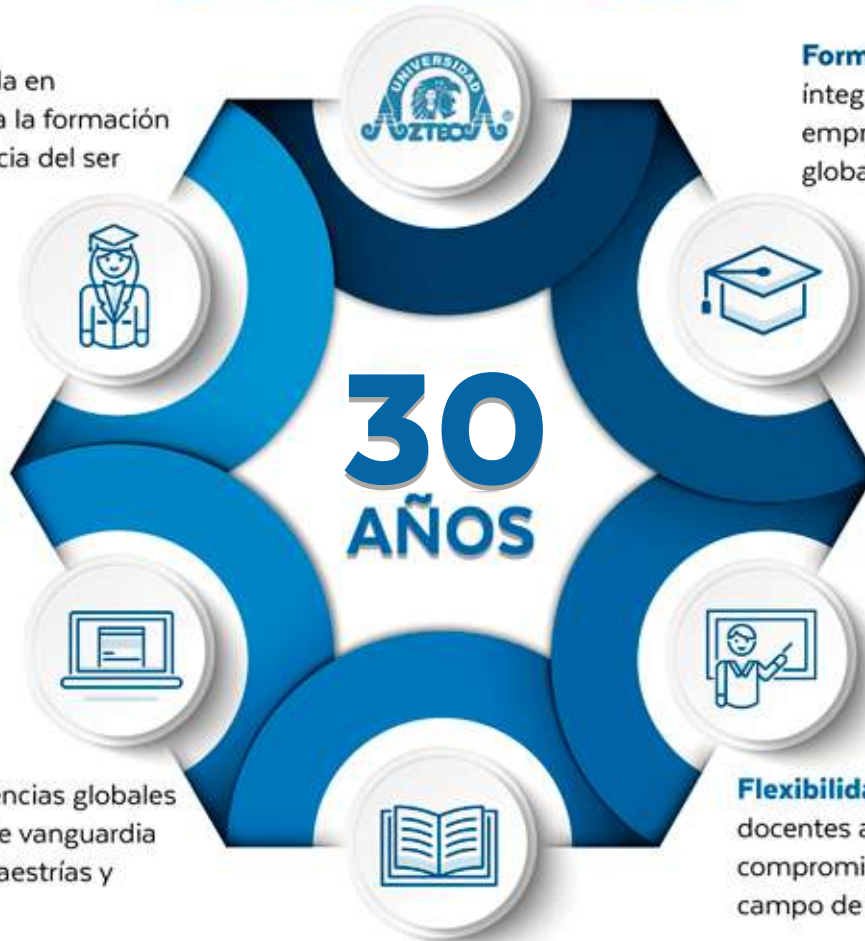 UNIVERSIDAD
AZTECA
la en
a la formación
cia del ser
Form
ínteg
empr
globa
30
AÑOS
encias globales
e vanguardia
aestrías y
Flexibilida
docentes a
compromi
campo de